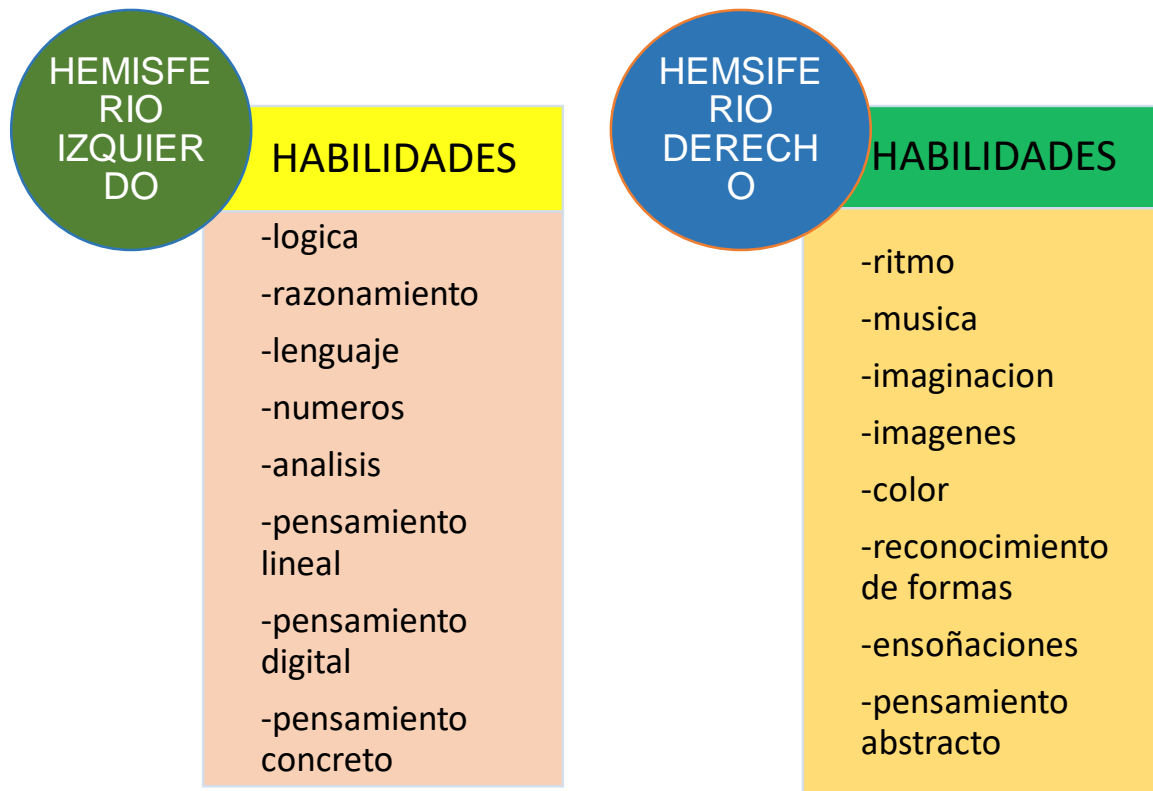 HEMISFE
RIO
IZQUIER
DO
HABILIDADES
-logica
-razonamiento
-lenguaje
-numeros
-analisis
-pensamiento
lineal
-pensamiento
digital
-pensamiento
concreto
HEMSIFE
RIO
DERECH
O
HABILIDADES
-ritmo
-musica
-imaginacion
-imagenes
-color
-reconocimiento
de formas
-ensoñaciones
-pensamiento
abstracto